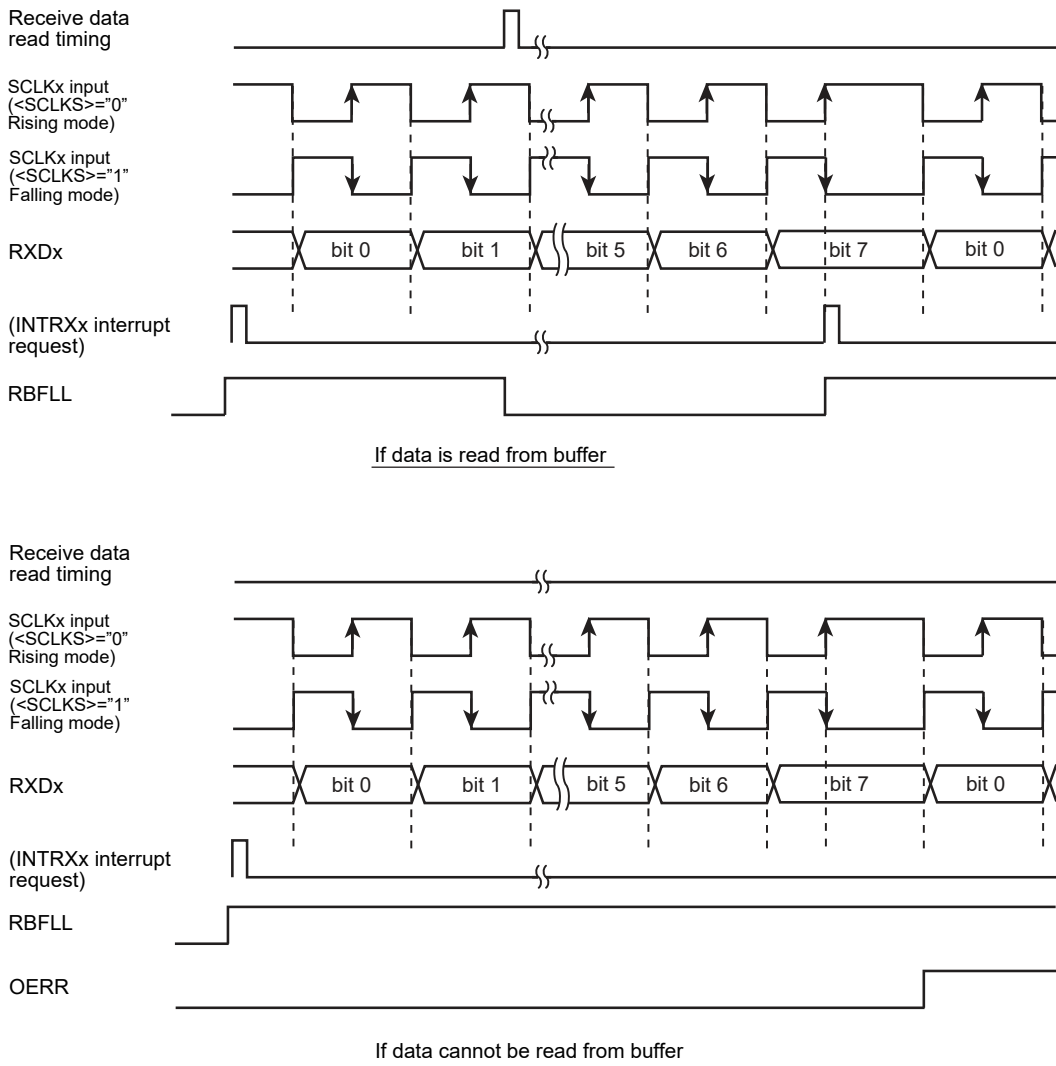 Receive data
read timing
SCLKx input
(<SCLKS>=”0”
Rising mode)
SCLKx input
(<SCLKS>=”1”
Falling mode)
RXDx
bit 0
bit 1
bit 5
bit 6
bit 7
bit 0
(INTRXx interrupt
request)
RBFLL
If data is read from buffer
Receive data
read timing
SCLKx input
(<SCLKS>=”0”
Rising mode)
SCLKx input
(<SCLKS>=”1”
Falling mode)
RXDx
bit 0
bit 1
bit 5
bit 6
bit 7
bit 0
(INTRXx interrupt
request)
RBFLL
OERR
If data cannot be read from buffer